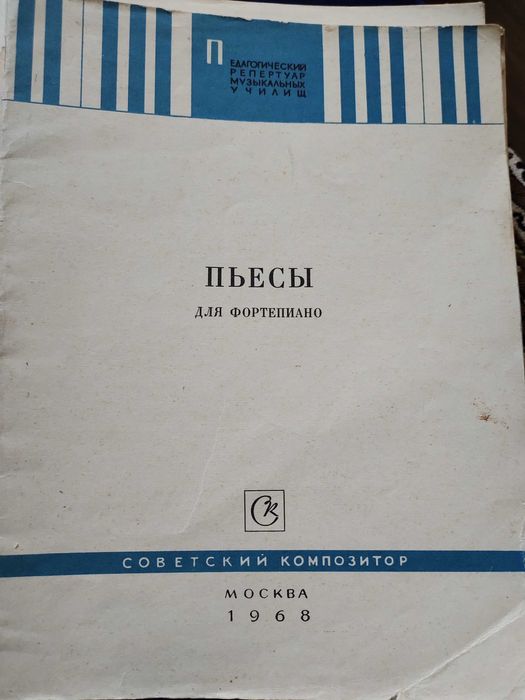 ПЕДАГОГИЧЕСКИЙ
РЕПЕРТУАР
МУЗЫКАЛЬНЫХ
УЧИЛИЩ
ПЬЕСЫ
ДЛЯ ФОРТЕПИАНО
СК
СОВЕТСКИЙ КОМПОЗИТОР
МОСКВА
1968